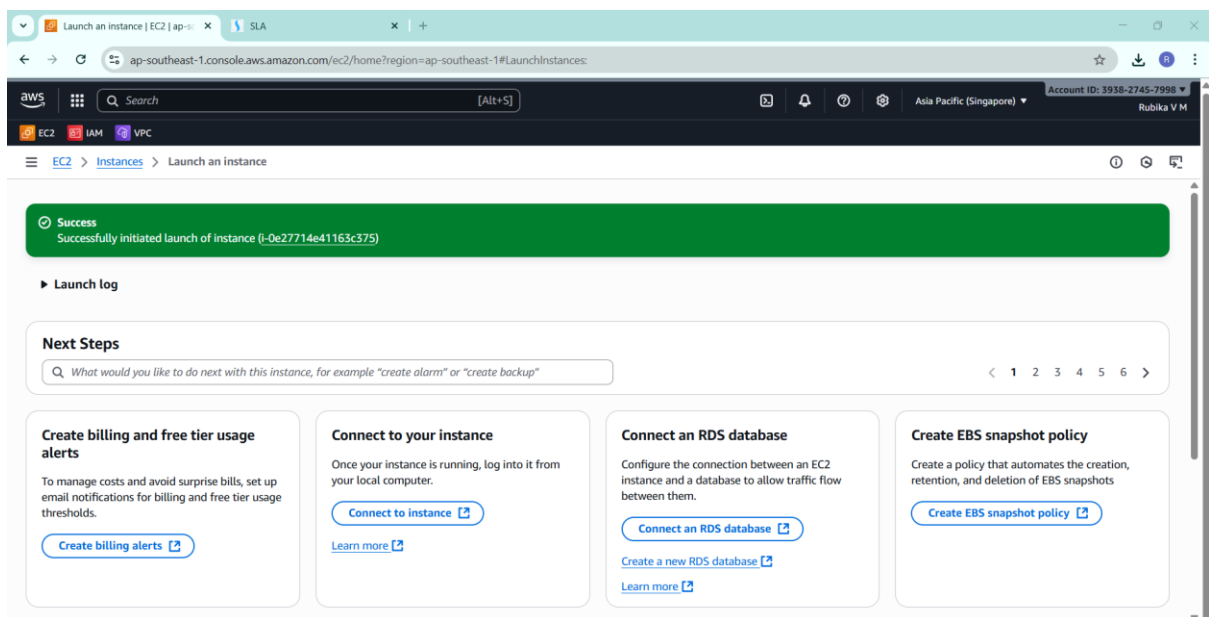 Launch an instance | EC2 | ap-so
SLA
ap-southeast-1.console.aws.amazon.com/ec2/home?region=ap-southeast-1#LaunchInstances:
R
aws
Search
[Alt+S]
Asia Pacific (Singapore)
Account ID: 3938-2745-7998
Rubika V M
EC2 IAM VPC
EC2 > Instances > Launch an instance
Success
Successfully initiated launch of instance (i-0e27714e41163c375)
Launch log
Next Steps
What would you like to do next with this instance, for example “create alarm” or “create backup”
< 1 2 3 4 5 6 >
Create billing and free tier usage
alerts
To manage costs and avoid surprise bills, set up
email notifications for billing and free tier usage
thresholds.
Create billing alerts
Connect to your instance
Once your instance is running, log into it from
your local computer.
Connect to instance
Learn more
Connect an RDS database
Configure the connection between an EC2
instance and a database to allow traffic flow
between them.
Connect an RDS database
Create a new RDS database
Learn more
Create EBS snapshot policy
Create a policy that automates the creation,
retention, and deletion of EBS snapshots
Create EBS snapshot policy